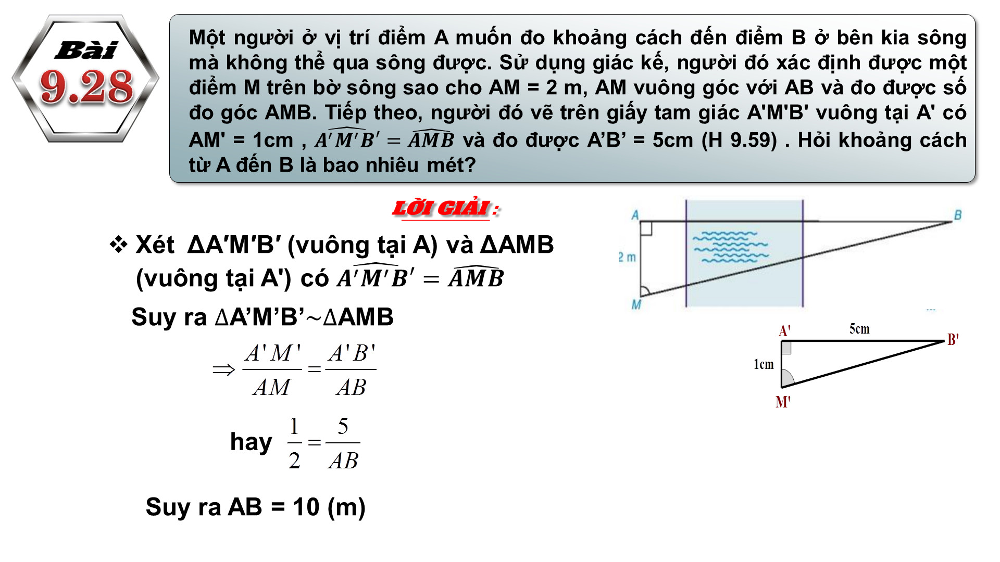 Bài
9.28
Một người ở vị trí điểm A muốn đo khoảng cách đến điểm B ở bên kia sông
mà không thể qua sông được. Sử dụng giác kế, người đó xác định được một
điểm M trên bờ sông sao cho AM = 2 m, AM vuông góc với AB và đo được số
đo góc AMB. Tiếp theo, người đó vẽ trên giấy tam giác A'M'B' vuông tại A' có
AM' = 1cm , \widehat{A'M'B}' = \widehat{AMB} và đo được A’B’ = 5cm (H 9.59) . Hỏi khoảng cách
từ A đến B là bao nhiêu mét?
LỜI GIẢI :
❖ Xét ΔA′M′B′ (vuông tại A) và ΔAMB
(vuông tại A') có \widehat{A'M'B}' = \widehat{AMB}
Suy ra ΔA’M’B’~ΔAMB
⇒ \frac{A'M'}{AM} = \frac{A'B'}{AB}
hay \frac{1}{2} = \frac{5}{AB}
Suy ra AB = 10 (m)
A
B
2 m
M
A'
5cm
B'
1cm
M'